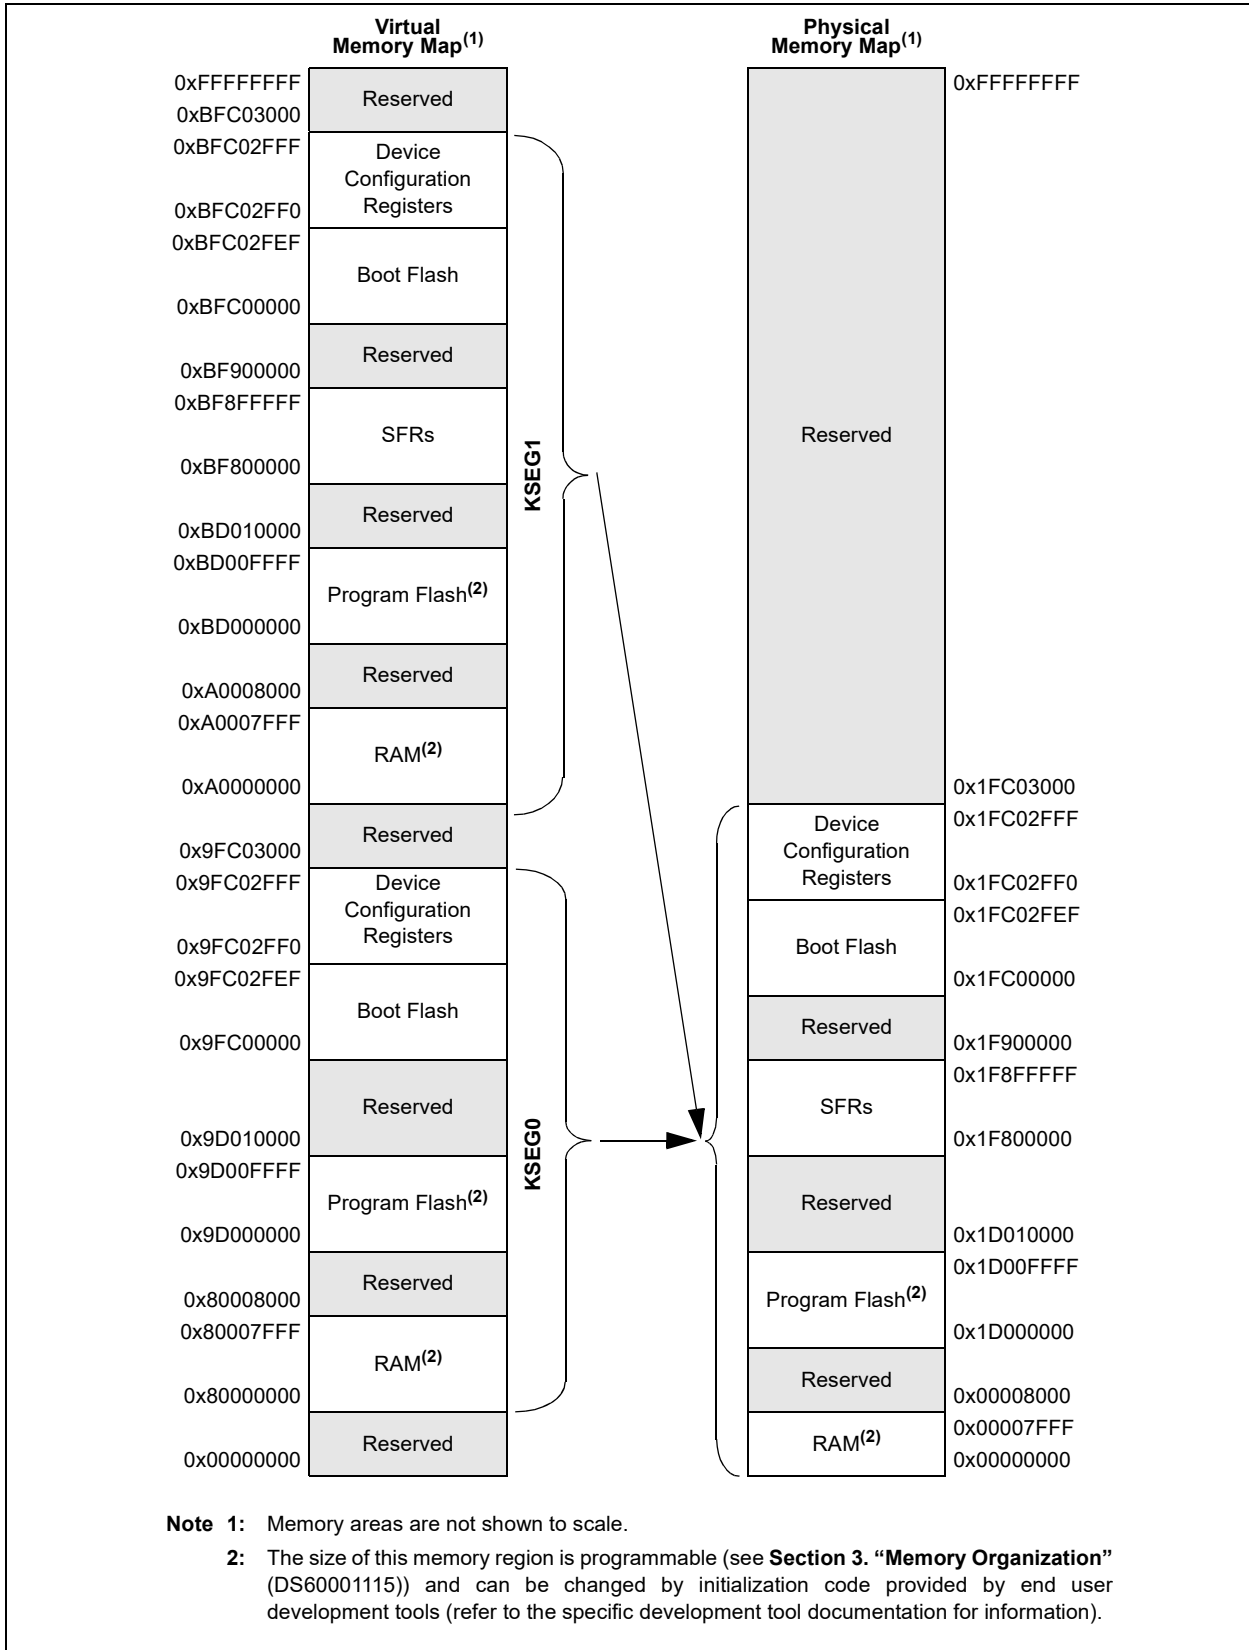 Virtual
Memory Map(1)
0xFFFFFFFF
Reserved
0xBFC03000
0xBFC02FFF
Device
Configuration
Registers
0xBFC02FF0
0xBFC02FEF
Boot Flash
0xBFC00000
Reserved
0xBF900000
0xBF8FFFFF
SFRs
0xBF800000
Reserved
0xBD010000
0xBD00FFFF
Program Flash(2)
0xBD000000
Reserved
0xA0008000
0xA0007FFF
RAM(2)
0xA0000000
Reserved
0x9FC03000
0x9FC02FFF
Device
Configuration
Registers
0x9FC02FF0
0x9FC02FEF
Boot Flash
0x9FC00000
Reserved
0x9D010000
0x9D00FFFF
Program Flash(2)
0x9D000000
Reserved
0x80008000
0x80007FFF
RAM(2)
0x80000000
Reserved
0x00000000
KSEG1
KSEG0
Physical
Memory Map(1)
0xFFFFFFFF
Reserved
0x1FC03000
0x1FC02FFF
Device
Configuration
Registers
0x1FC02FF0
0x1FC02FEF
Boot Flash
0x1FC00000
Reserved
0x1F900000
0x1F8FFFFF
SFRs
0x1F800000
Reserved
0x1D010000
0x1D00FFFF
Program Flash(2)
0x1D000000
Reserved
0x00008000
0x00007FFF
RAM(2)
0x00000000
Note 1: Memory areas are not shown to scale.
2: The size of this memory region is programmable (see Section 3. “Memory Organization”
(DS60001115)) and can be changed by initialization code provided by end user
development tools (refer to the specific development tool documentation for information).